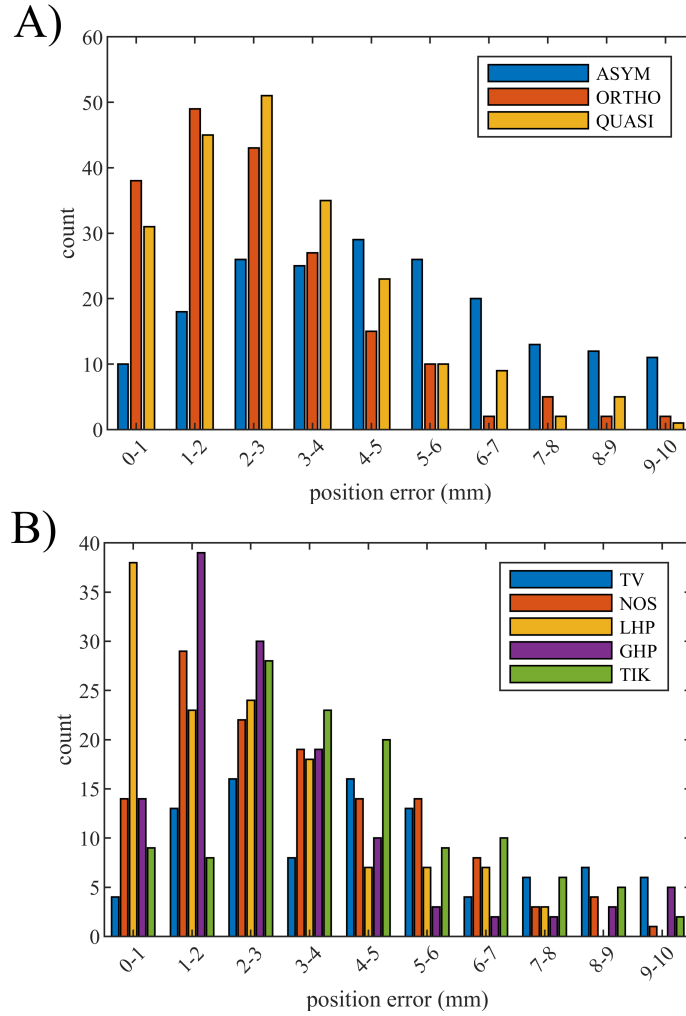 A)
60
50
40
30
20
10
0
count
ASYM
ORTHO
QUASI
0-1 1-2 2-3 3-4 4-5 5-6 6-7 7-8 8-9 9-10
position error (mm)
B)
40
35
30
25
20
15
10
5
0
count
TV
NOS
LHP
GHP
TIK
0-1 1-2 2-3 3-4 4-5 5-6 6-7 7-8 8-9 9-10
position error (mm)